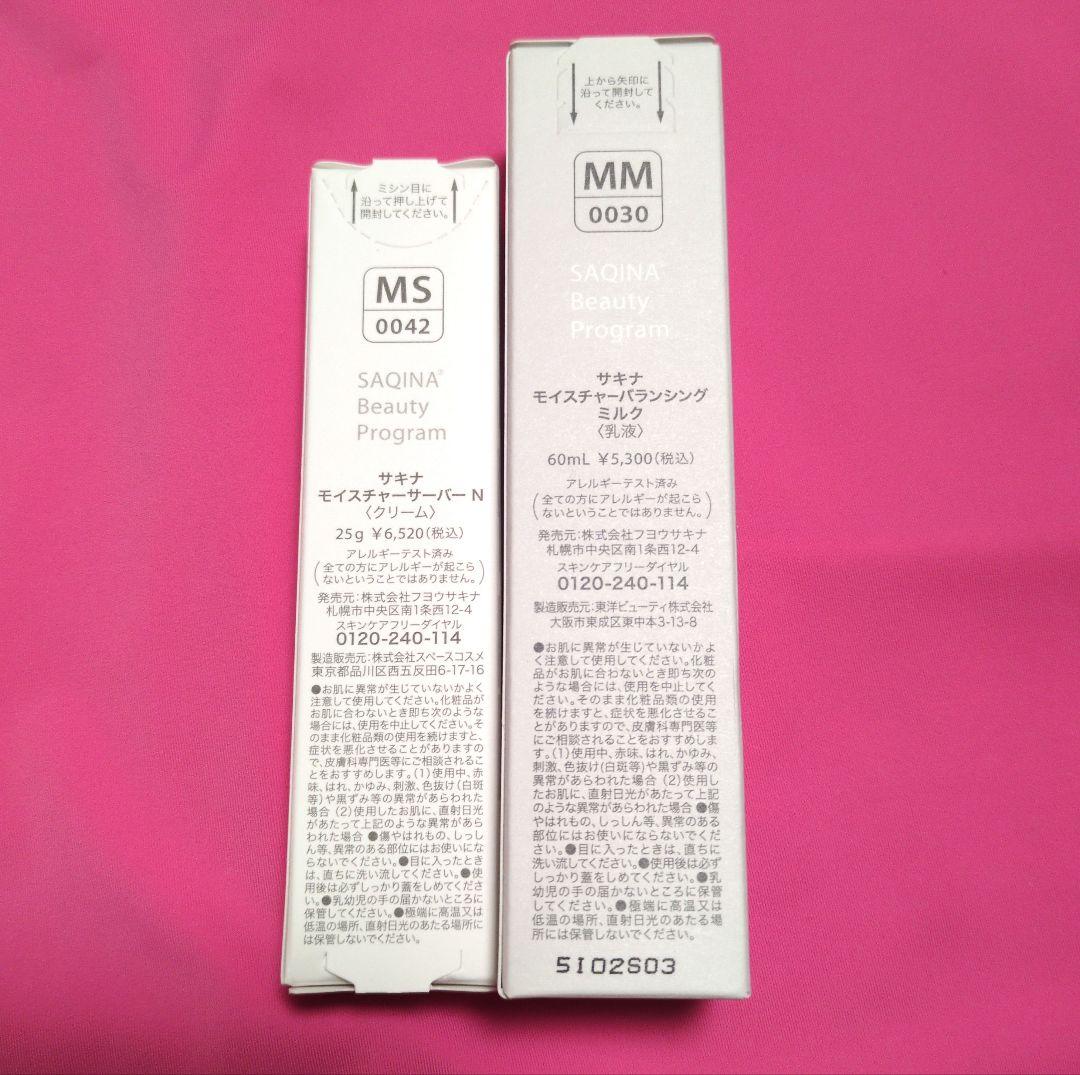 ミシン目に
沿って押し上げて
開封してください。
MS
0042
SAQINA®
Beauty
Program
サキナ
モイスチャーサーバー N
〈クリーム〉
25g ¥6,520(税込)
アレルギーテスト済み
(全ての方にアレルギーが起こら
ないということではありません。)
発売元:株式会社フヨウサキナ
札幌市中央区南1条西12-4
スキンケアフリーダイヤル
0120-240-114
製造販売元:株式会社スペースコスメ
東京都品川区西五反田6-17-16
●お肌に異常が生じていないかよく
注意して使用してください。化粧品が
お肌に合わないとき即ち次のような
場合には、使用を中止してください。そ
のまま化粧品類の使用を続けますと、
症状を悪化させることがありますの
で、皮膚科専門医等にご相談されるこ
とをおすすめします。(1)使用中、赤
味、はれ、かゆみ、刺激、色抜け(白斑
等)や黒ずみ等の異常があらわれた
場合 (2)使用したお肌に、直射日光
があたって上記のような異常があら
われた場合 ●傷やはれもの、しっし
ん等、異常のある部位にはお使いにな
らないでください。●目に入ったとき
は、直ちに洗い流してください。●使
用後は必ずしっかり蓋をしめてくださ
い。●乳幼児の手の届かないところに
保管してください。●極端に高温又は
低温の場所、直射日光のあたる場所に
は保管しないでください。
上から矢印に
沿って開封して
ください。
MM
0030
SAQINA®
Beauty
Program
サキナ
モイスチャーバランシング
ミルク
〈乳液〉
60mL ¥5,300(税込)
アレルギーテスト済み
(全ての方にアレルギーが起こら
ないということではありません。)
発売元:株式会社フヨウサキナ
札幌市中央区南1条西12-4
スキンケアフリーダイヤル
0120-240-114
製造販売元:東洋ビューティ株式会社
大阪市東成区東中本3-13-8
●お肌に異常が生じていないかよ
く注意して使用してください。化粧
品がお肌に合わないとき即ち次の
ような場合には、使用を中止してく
ださい。そのまま化粧品類の使用
を続けますと、症状を悪化させるこ
とがありますので、皮膚科専門医等
にご相談されることをおすすめしま
す。(1)使用中、赤味、はれ、かゆみ、
刺激、色抜け(白斑等)や黒ずみ等の
異常があらわれた場合 (2)使用し
たお肌に、直射日光があたって上記
のような異常があらわれた場合 ●傷
やはれもの、しっしん等、異常のある
部位にはお使いにならないでくださ
い。●目に入ったときは、直ちに
洗い流してください。●使用後は必ず
しっかり蓋をしめてください。●乳
幼児の手の届かないところに保管
してください。●極端に高温又は
低温の場所、直射日光のあたる場
所には保管しないでください。
5I02S03